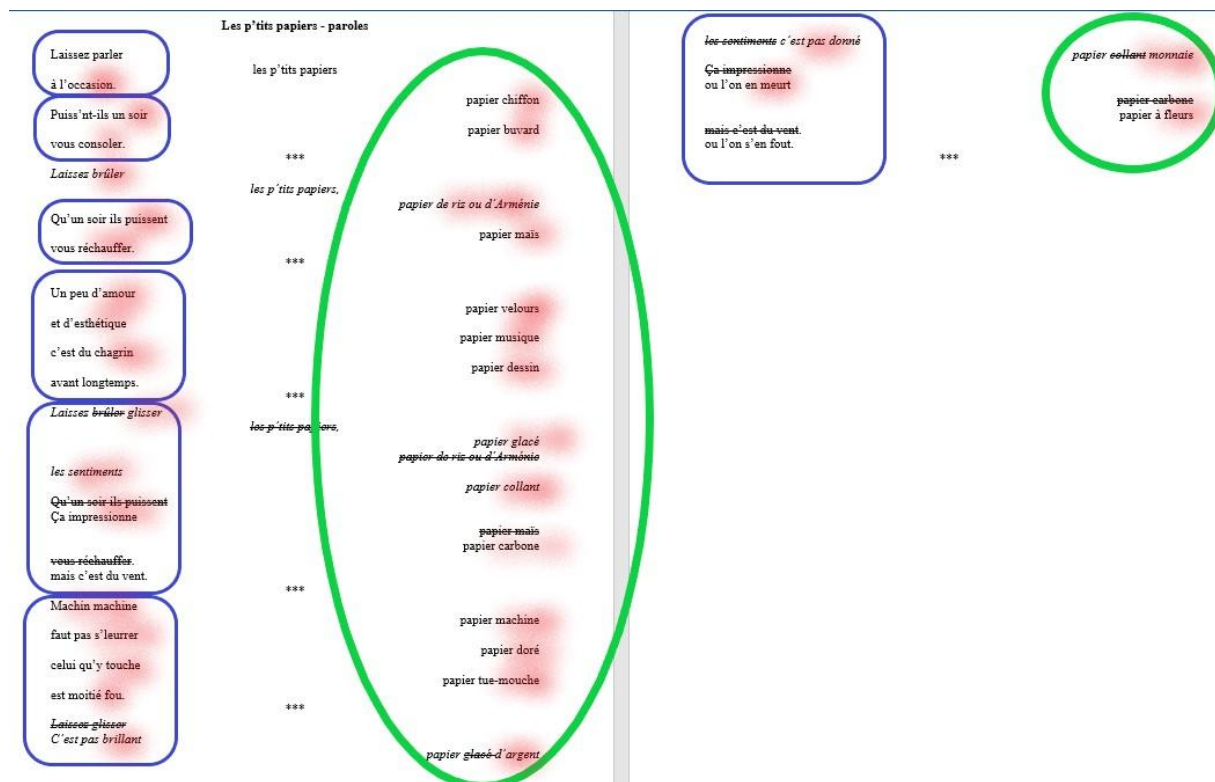 Les p'tits papiers - paroles
Laissez parler
les p'tits papiers
à l'occasion.
papier chiffon
Puiss'nt-ils un soir
papier buvard
vous consoler.
***
Laissez brûler
les p'tits papiers,
papier de riz ou d'Arménie
Qu'un soir ils puissent
papier maïs
vous réchauffer.
***
Un peu d'amour
papier velours
et d'esthétique
papier musique
c'est du chagrin
papier dessin
avant longtemps.
***
Laissez brûler glisser
les p'tits papiers,
papier glacé
papier de riz ou d'Arménie
les sentiments
papier collant
Qu'un soir ils puissent
Ça impressionne
papier maïs
papier carbone
vous réchauffer.
mais c'est du vent.
***
Machin machine
papier machine
faut pas s'leurrer
papier doré
celui qu'y touche
papier tue-mouche
est moitié fou.
***
Laissez glisser
C'est pas brillant
papier glacé d'argent
les sentiments c'est pas donné
papier collant monnaie
Ça impressionne
ou l'on en meurt
papier carbone
papier à fleurs
mais c'est du vent.
ou l'on s'en fout.
***